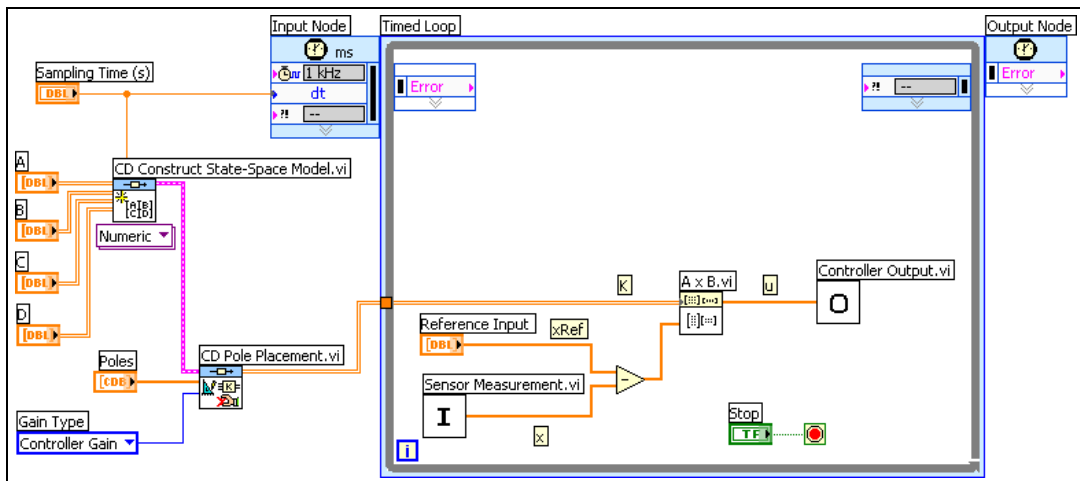 Input Node
Timed Loop
Output Node
ms
Sampling Time (s)
DBL
1 kHz
dt
?!
--
Error
?!
--
Error
A
[DBL]
CD Construct State-Space Model.vi
[A|B]
[C|D]
B
[DBL]
Numeric
C
[DBL]
D
[DBL]
K
A x B.vi
u
Controller Output.vi
O
Reference Input
[DBL]
xRef
Poles
[CDB]
CD Pole Placement.vi
K
Sensor Measurement.vi
I
x
-
Gain Type
Controller Gain
Stop
TF
i